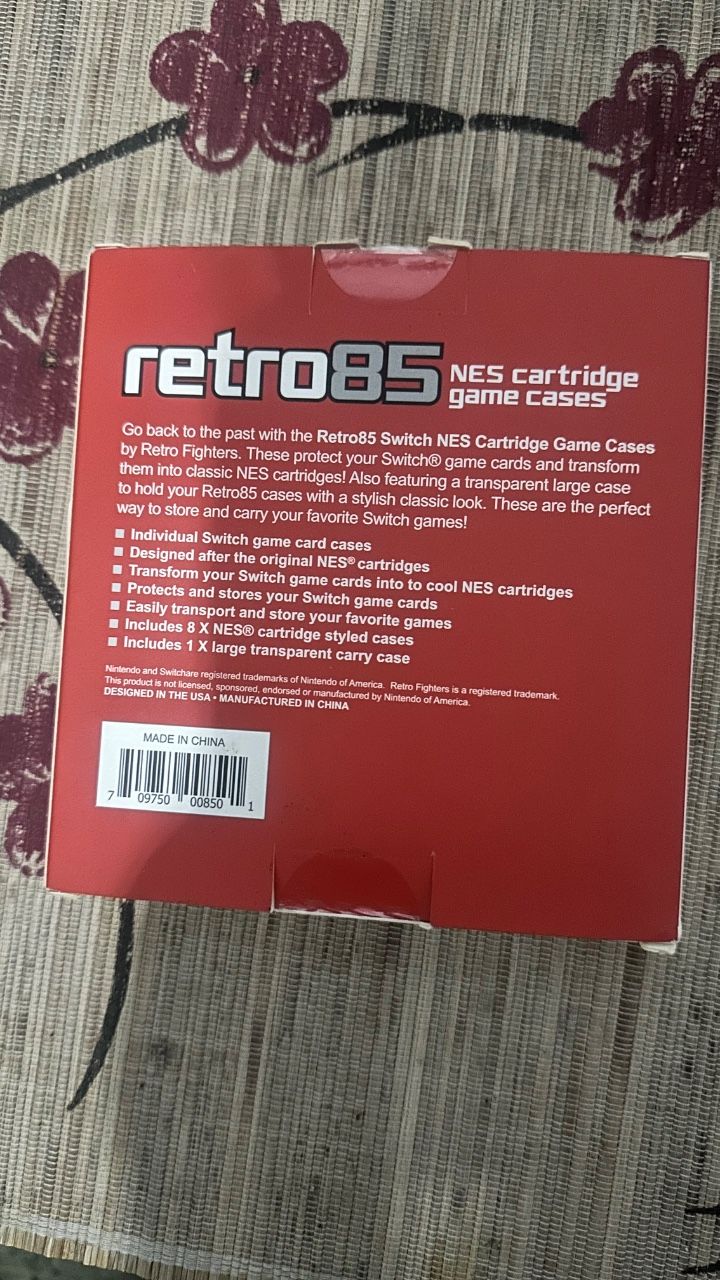 retro85 NES cartridge
game cases
Go back to the past with the Retro85 Switch NES Cartridge Game Cases
by Retro Fighters. These protect your Switch® game cards and transform
them into classic NES cartridges! Also featuring a transparent large case
to hold your Retro85 cases with a stylish classic look. These are the perfect
way to store and carry your favorite Switch games!
■ Individual Switch game card cases
■ Designed after the original NES® cartridges
■ Transform your Switch game cards into to cool NES cartridges
■ Protects and stores your Switch game cards
■ Easily transport and store your favorite games
■ Includes 8 X NES® cartridge styled cases
■ Includes 1 X large transparent carry case
Nintendo and Switchare registered trademarks of Nintendo of America. Retro Fighters is a registered trademark.
This product is not licensed, sponsored, endorsed or manufactured by Nintendo of America.
DESIGNED IN THE USA • MANUFACTURED IN CHINA
MADE IN CHINA
7 09750 00850 1